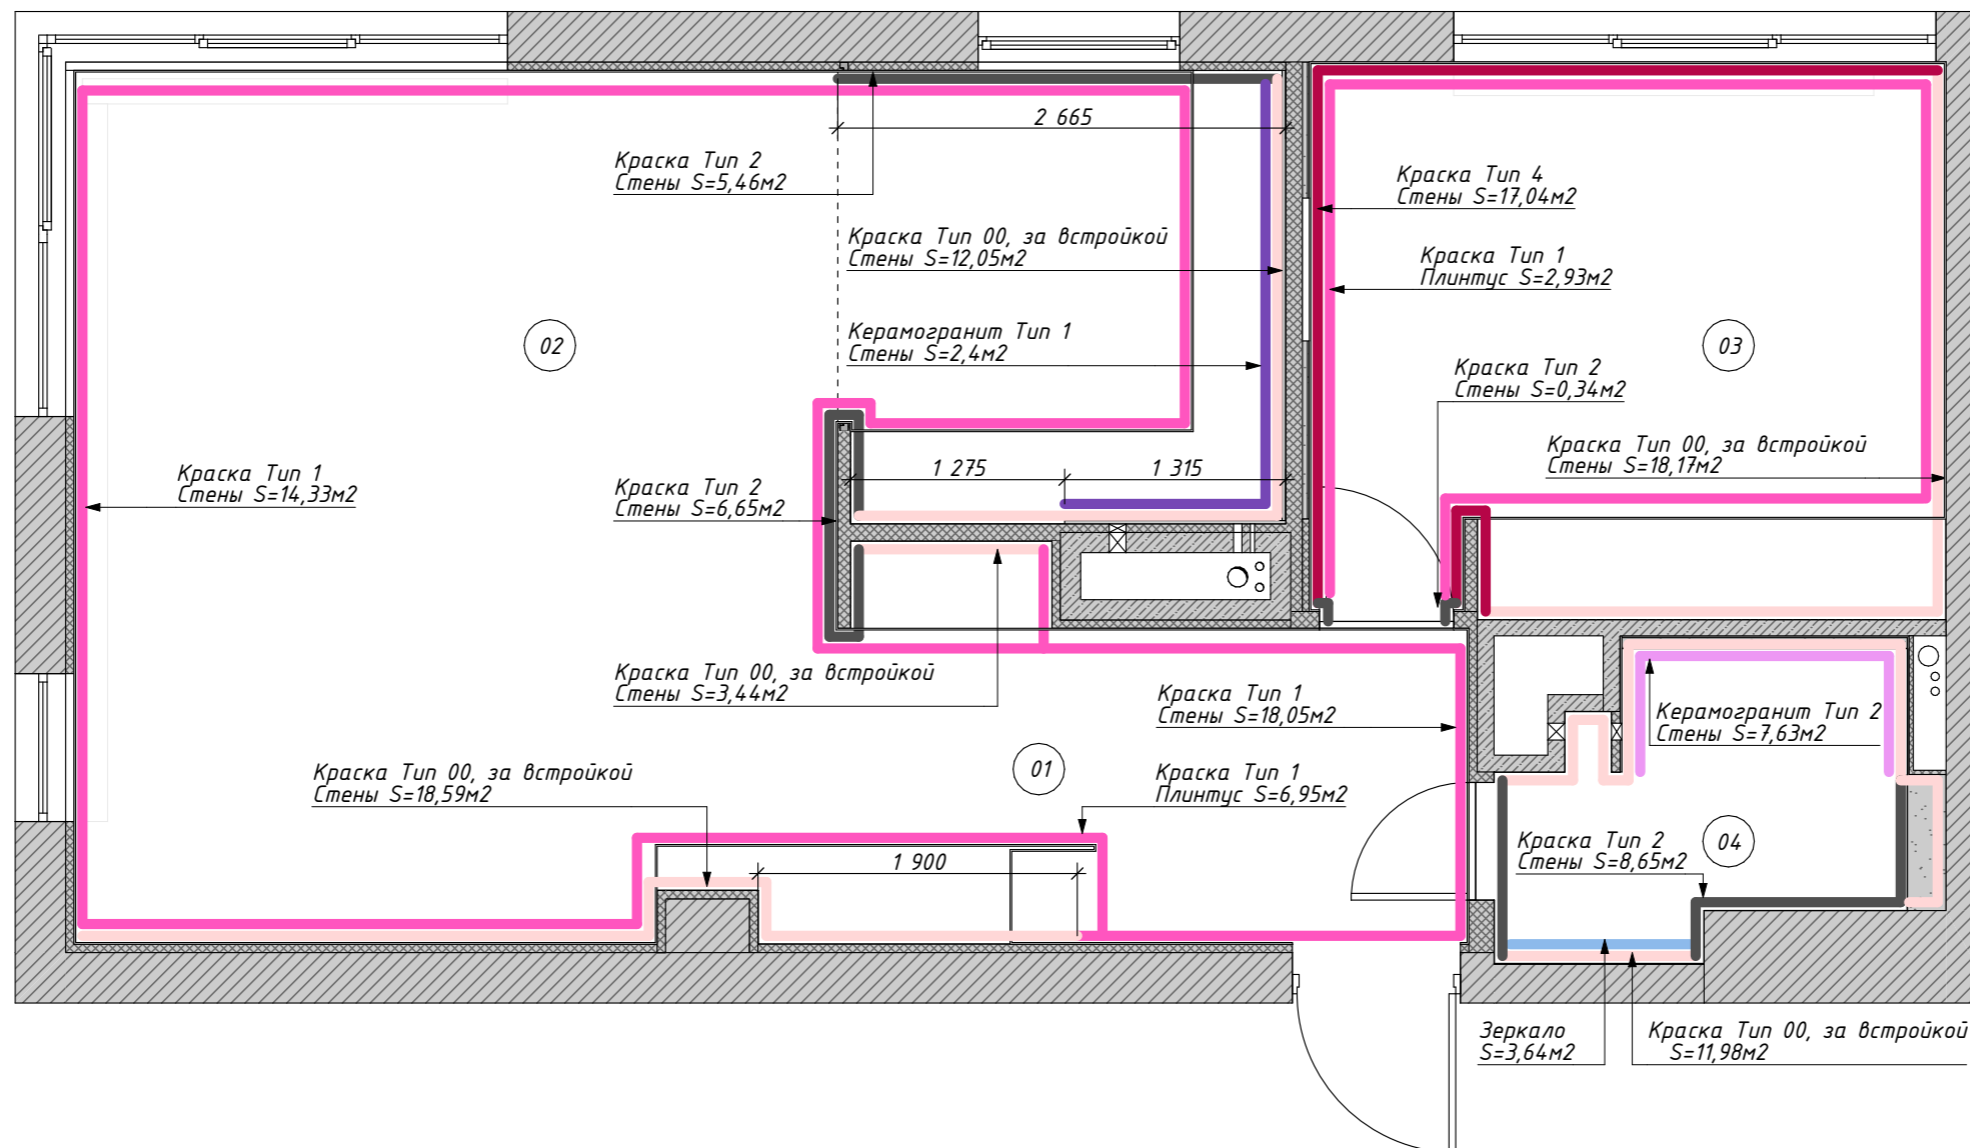 2 665
Краска Тип 2
Стены S=5,46м2
Краска Тип 4
Стены S=17,04м2
Краска Тип 00, за встройкой
Стены S=12,05м2
Краска Тип 1
Плинтус S=2,93м2
Керамогранит Тип 1
Стены S=2,4м2
02
03
Краска Тип 2
Стены S=0,34м2
Краска Тип 00, за встройкой
Стены S=18,17м2
Краска Тип 1
Стены S=14,33м2
1 275
1 315
Краска Тип 2
Стены S=6,65м2
Краска Тип 00, за встройкой
Стены S=3,44м2
Краска Тип 1
Стены S=18,05м2
Керамогранит Тип 2
Стены S=7,63м2
Краска Тип 00, за встройкой
Стены S=18,59м2
01
Краска Тип 1
Плинтус S=6,95м2
1 900
Краска Тип 2
Стены S=8,65м2
04
Зеркало
S=3,64м2
Краска Тип 00, за встройкой
S=11,98м2